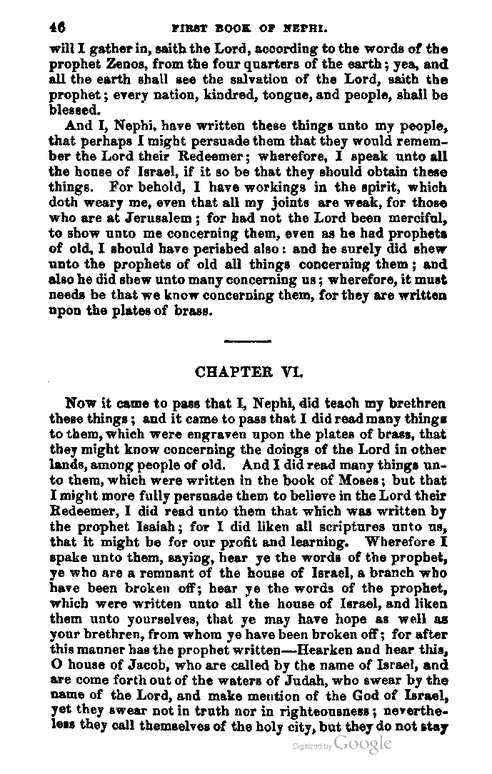 46 FIRST BOOK OF NEPHI.
will I gather in, saith the Lord, according to the words of the
prophet Zenos, from the four quarters of the earth; yea, and
all the earth shall see the salvation of the Lord, saith the
prophet; every nation, kindred, tongue, and people, shall be
blessed.
And I, Nephi, have written these things unto my people,
that perhaps I might persuade them that they would remem-
ber the Lord their Redeemer; wherefore, I speak unto all
the house of Israel, if it so be that they should obtain these
things. For behold, I have workings in the spirit, which
doth weary me, even that all my joints are weak, for those
who are at Jerusalem; for had not the Lord been merciful,
to show unto me concerning them, even as he had prophets
of old, I should have perished also: and he surely did shew
unto the prophets of old all things concerning them; and
also he did shew unto many concerning us; wherefore, it must
needs be that we know concerning them, for they are written
upon the plates of brass.
CHAPTER VI.
Now it came to pass that I, Nephi, did teach my brethren
these things; and it came to pass that I did read many things
to them, which were engraven upon the plates of brass, that
they might know concerning the doings of the Lord in other
lands, among people of old. And I did read many things un-
to them, which were written in the book of Moses; but that
I might more fully persuade them to believe in the Lord their
Redeemer, I did read unto them that which was written by
the prophet Isaiah; for I did liken all scriptures unto us,
that it might be for our profit and learning. Wherefore I
spake unto them, saying, hear ye the words of the prophet,
ye who are a remnant of the house of Israel, a branch who
have been broken off; hear ye the words of the prophet,
which were written unto all the house of Israel, and liken
them unto yourselves, that ye may have hope as well as
your brethren, from whom ye have been broken off; for after
this manner has the prophet written—Hearken and hear this,
O house of Jacob, who are called by the name of Israel, and
are come forth out of the waters of Judah, who swear by the
name of the Lord, and make mention of the God of Israel,
yet they swear not in truth nor in righteousness; neverthe-
less they call themselves of the holy city, but they do not stay
Digitized by Google